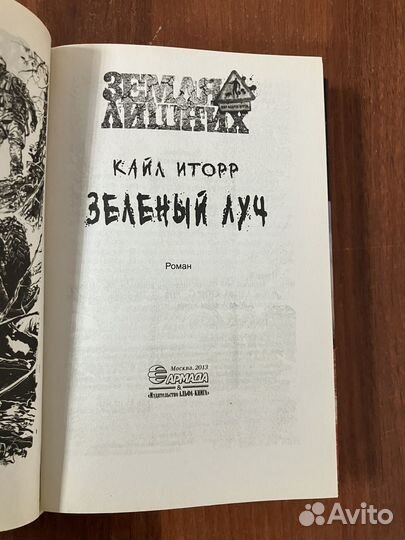 ЗЕМЛЯ
ЛИШНИХ
КАЙЛ ИТОРР
ЗЕЛЕНЫЙ ЛУЧ
Роман
Москва, 2013
АРМАДА
&
«Издательство АЛЬФА-КНИГА»
Avito